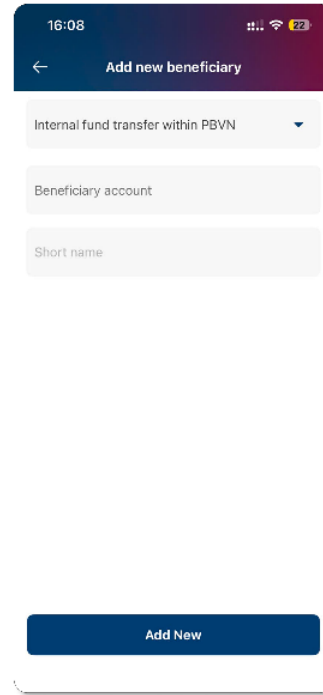 16:08
22
Add new beneficiary
Internal fund transfer within PBVN
Beneficiary account
Short name
Add New